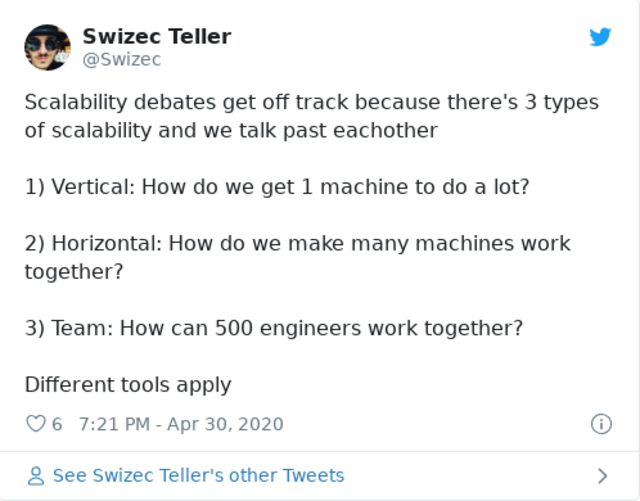 Swizec Teller
@Swizec
Scalability debates get off track because there's 3 types
of scalability and we talk past eachother
1) Vertical: How do we get 1 machine to do a lot?
2) Horizontal: How do we make many machines work
together?
3) Team: How can 500 engineers work together?
Different tools apply
6 7:21 PM - Apr 30, 2020
See Swizec Teller's other Tweets